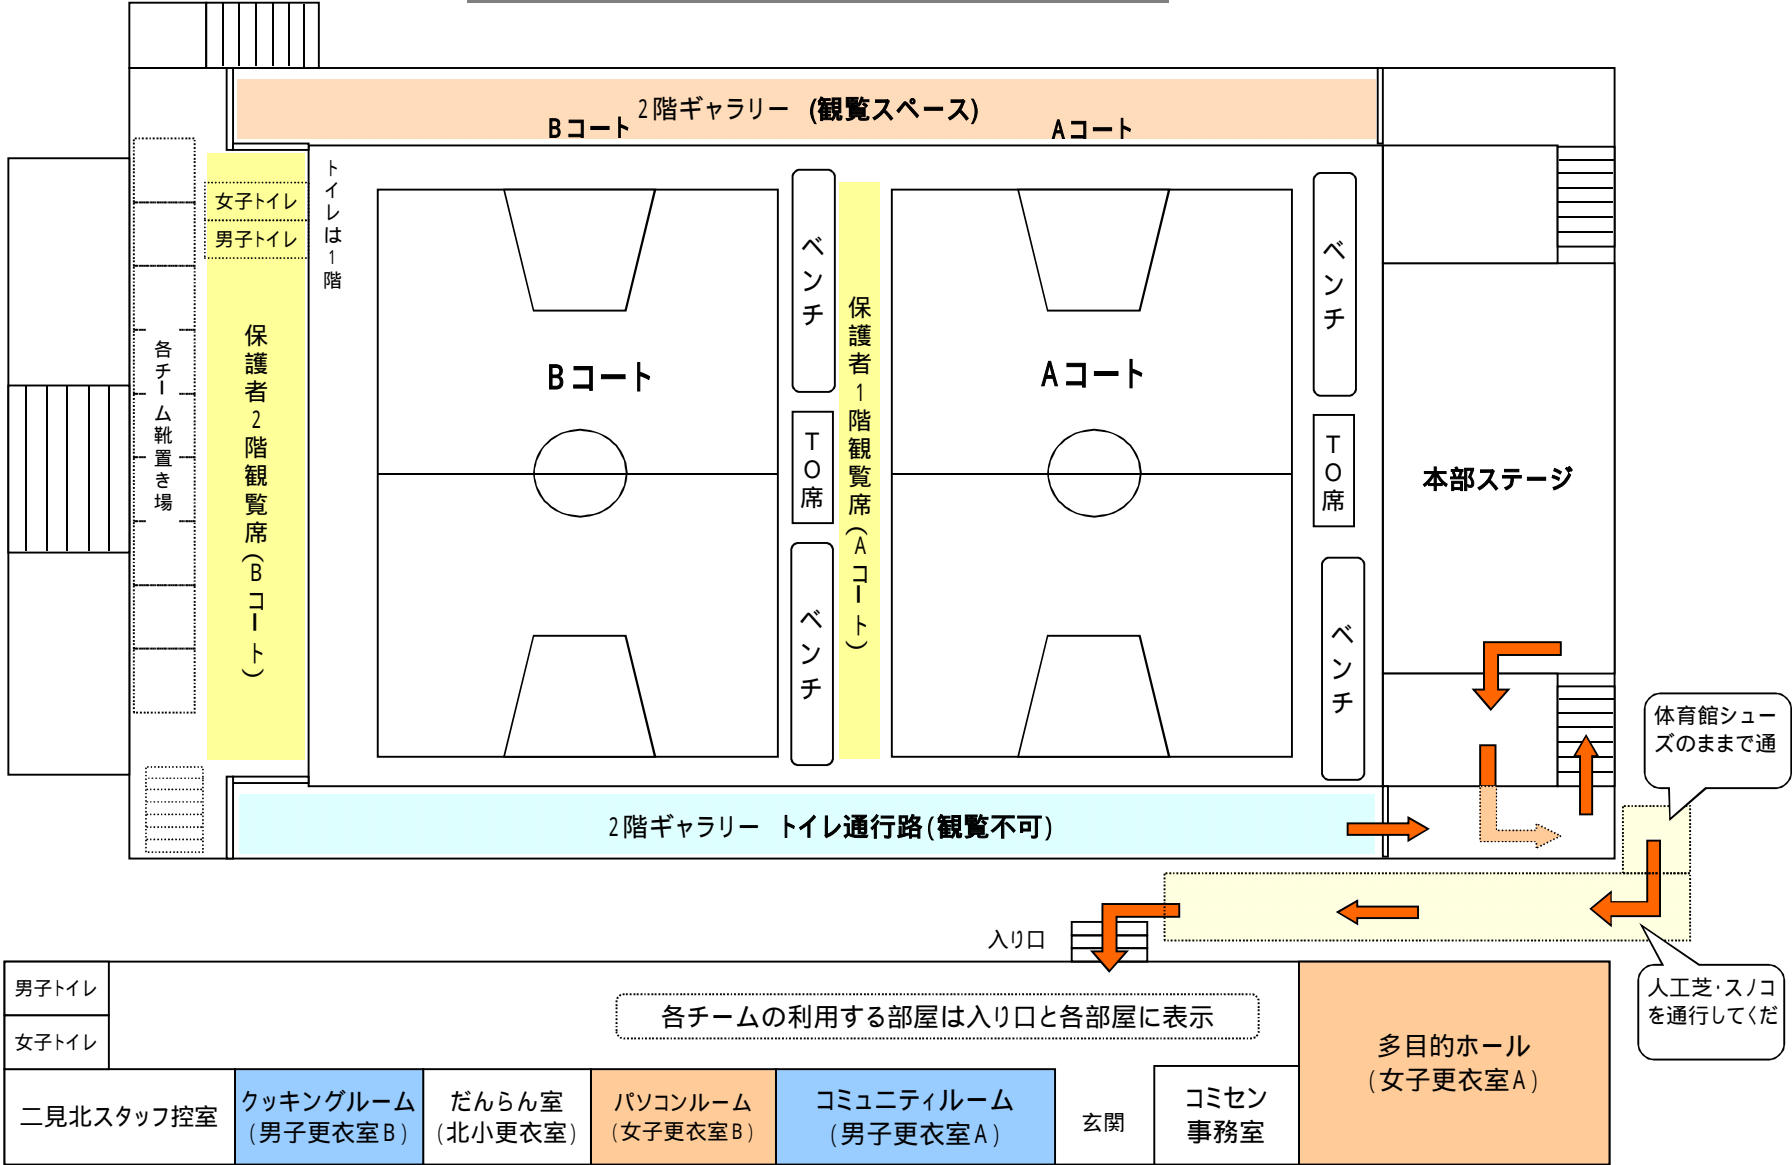 2階ギャラリー (観覧スペース)
Bコート
Aコート
女子トイレ
男子トイレ
トイレは1階
各チーム靴置き場
保護者2階観覧席(Bコート)
Bコート
ベンチ
TO席
ベンチ
保護者1階観覧席(Aコート)
Aコート
ベンチ
TO席
ベンチ
本部ステージ
2階ギャラリー トイレ通行路(観覧不可)
体育館シュー
ズのままで通
人工芝・スノコ
を通行してくだ
入り口
男子トイレ
女子トイレ
各チームの利用する部屋は入り口と各部屋に表示
二見北スタッフ控室
クッキングルーム
(男子更衣室B)
だんらん室
(北小更衣室)
パソコンルーム
(女子更衣室B)
コミュニティルーム
(男子更衣室A)
玄関
コミセン
事務室
多目的ホール
(女子更衣室A)